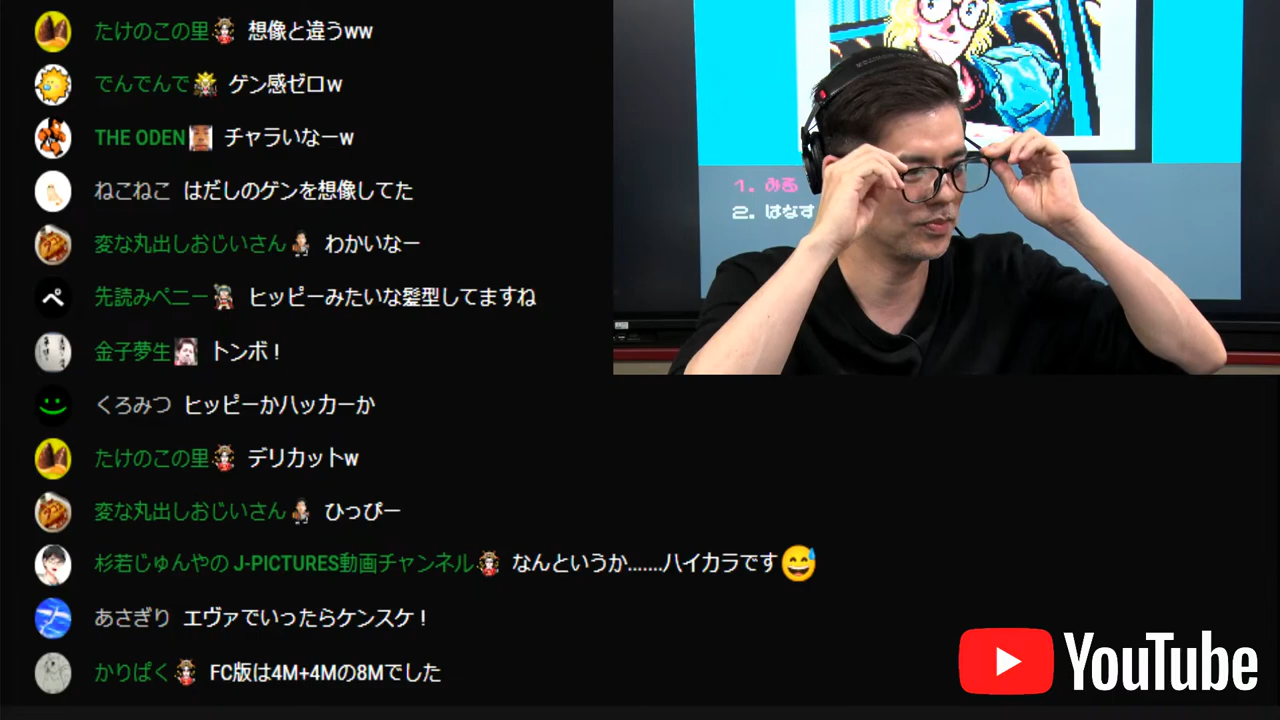 たけのこの里 想像と違うww
でんでんで ゲン感ゼロw
THE ODEN チャラいなーw
ねこねこ はだしのゲンを想像してた
変な丸出しおじいさん わかいなー
ペ 先読みペニー ヒッピーみたいな髪型してますね
金子夢生 トンボ！
くろみつ ヒッピーかハッカーか
たけのこの里 デリカットw
変な丸出しおじいさん ひっぴー
杉若じゅんやの J-PICTURES動画チャンネル なんというか.......ハイカラです
あさぎり エヴァでいったらケンスケ！
かりぱく FC版は4M+4Mの8Mでした
1. みる
2. はなす
YouTube